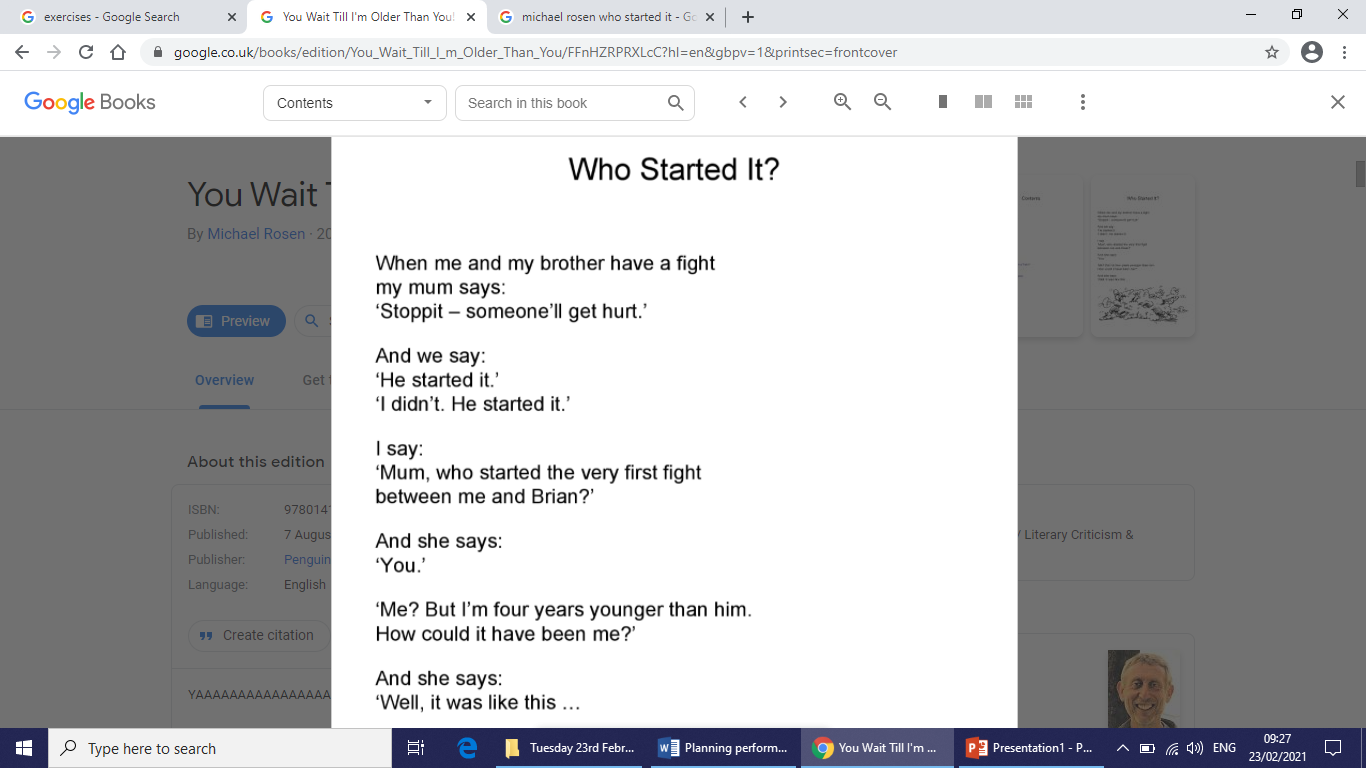 exercises - Google Search
You Wait Till I'm Older Than You!
michael rosen who started it - Go
google.co.uk/books/edition/You_Wait_Till_I_m_Older_Than_You/FFnHZRPRXLcC?hl=en&gbpv=1&printsec=frontcover
Google Books
Contents
Search in this book
You Wait
By Michael Rosen · 20
Preview
Overview
Get
About this edition
ISBN: 978014
Published: 7 Augus
Publisher: Penguin
Language: English
/ Literary Criticism &
Create citation
YAAAAAAAAAAAAAAAA
Contents
Who Started It?
Who Started It?
When me and my brother have a fight
my mum says:
‘Stoppit – someone’ll get hurt.’
And we say:
‘He started it.’
‘I didn’t. He started it.’
I say:
‘Mum, who started the very first fight
between me and Brian?’
And she says:
‘You.’
‘Me? But I’m four years younger than him.
How could it have been me?’
And she says:
‘Well, it was like this …
Type here to search
Tuesday 23rd Febr...
Planning perform...
You Wait Till I'm ...
Presentation1 - P...
ENG
09:27
23/02/2021